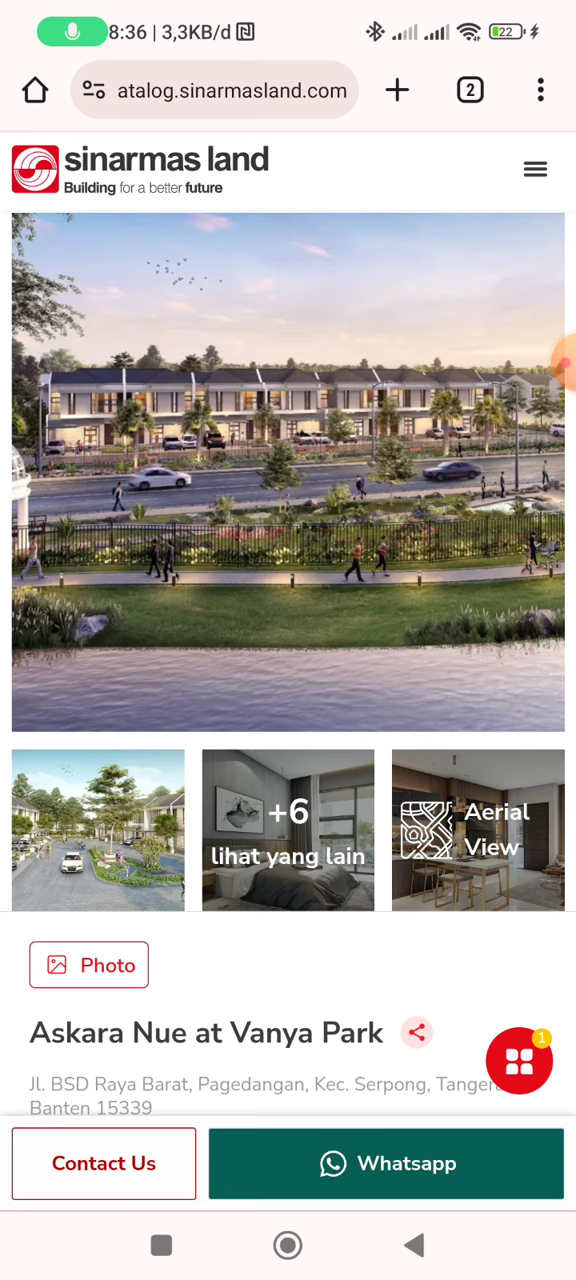 8:36 | 3,3KB/d
22
atalog.sinarmasland.com
2
sinarmas land
Building for a better future
+6
lihat yang lain
Aerial
View
Photo
Askara Nue at Vanya Park
1
Jl. BSD Raya Barat, Pagedangan, Kec. Serpong,
Banten 15339
Contact Us
Whatsapp